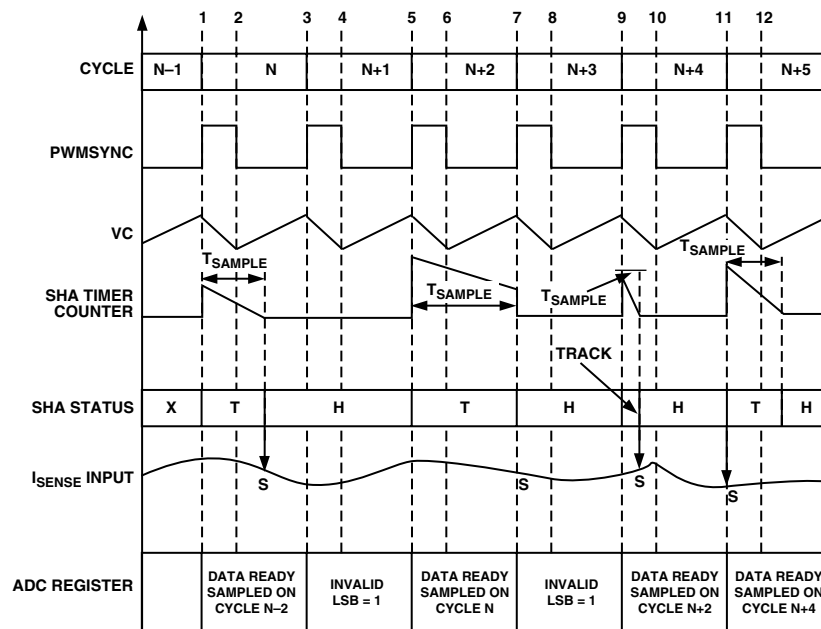 1 2 3 4 5 6 7 8 9 10 11 12
CYCLE N–1 N N+1 N+2 N+3 N+4 N+5
PWMSYNC
VC
TSAMPLE
TSAMPLE
TSAMPLE
TSAMPLE
SHA TIMER
COUNTER
TRACK
SHA STATUS X T H T H H T H
ISENSE INPUT
S S S S
ADC REGISTER
DATA READY
SAMPLED ON
CYCLE N–2
INVALID
LSB = 1
DATA READY
SAMPLED ON
CYCLE N
INVALID
LSB = 1
DATA READY
SAMPLED ON
CYCLE N+2
DATA READY
SAMPLED ON
CYCLE N+4